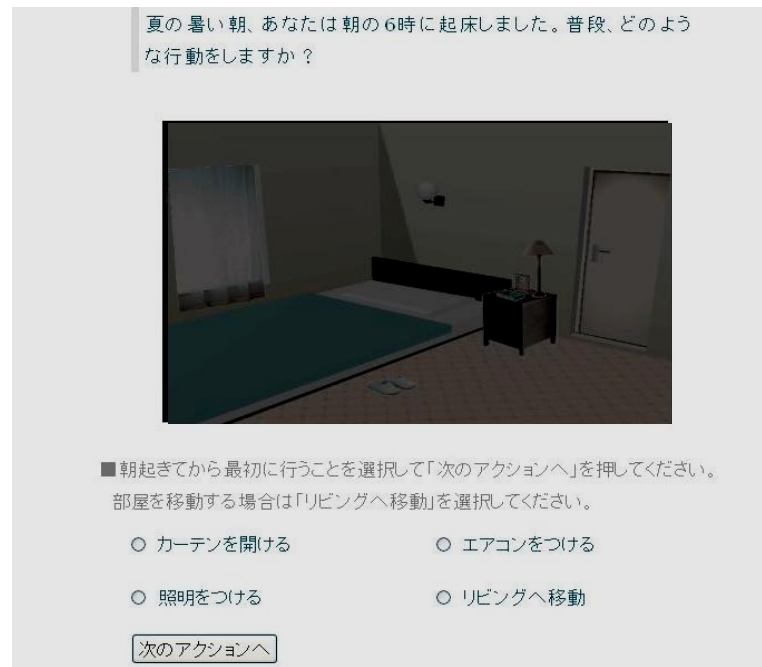 夏の暑い朝、あなたは朝の6時に起床しました。普段、どのよう
な行動をしますか？
■朝起きてから最初に行うことを選択して「次のアクションへ」を押してください。
部屋を移動する場合は「リビングへ移動」を選択してください。
カーテンを開ける
エアコンをつける
照明をつける
リビングへ移動
次のアクションへ